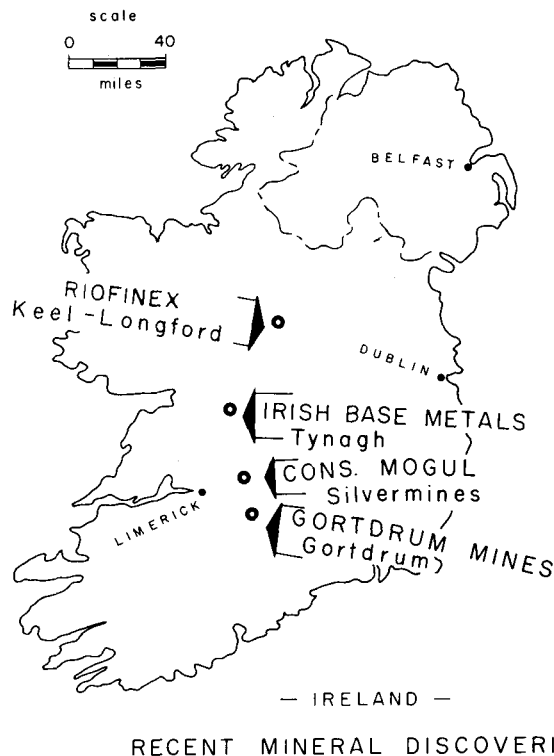 scale
0 40
miles
BELFAST
RIOFINEX
Keel-Longford
DUBLIN
IRISH BASE METALS
Tynagh
CONS. MOGUL
Silvermines
LIMERICK
GORTDRUM MINES
Gortdrum
— IRELAND —
RECENT MINERAL